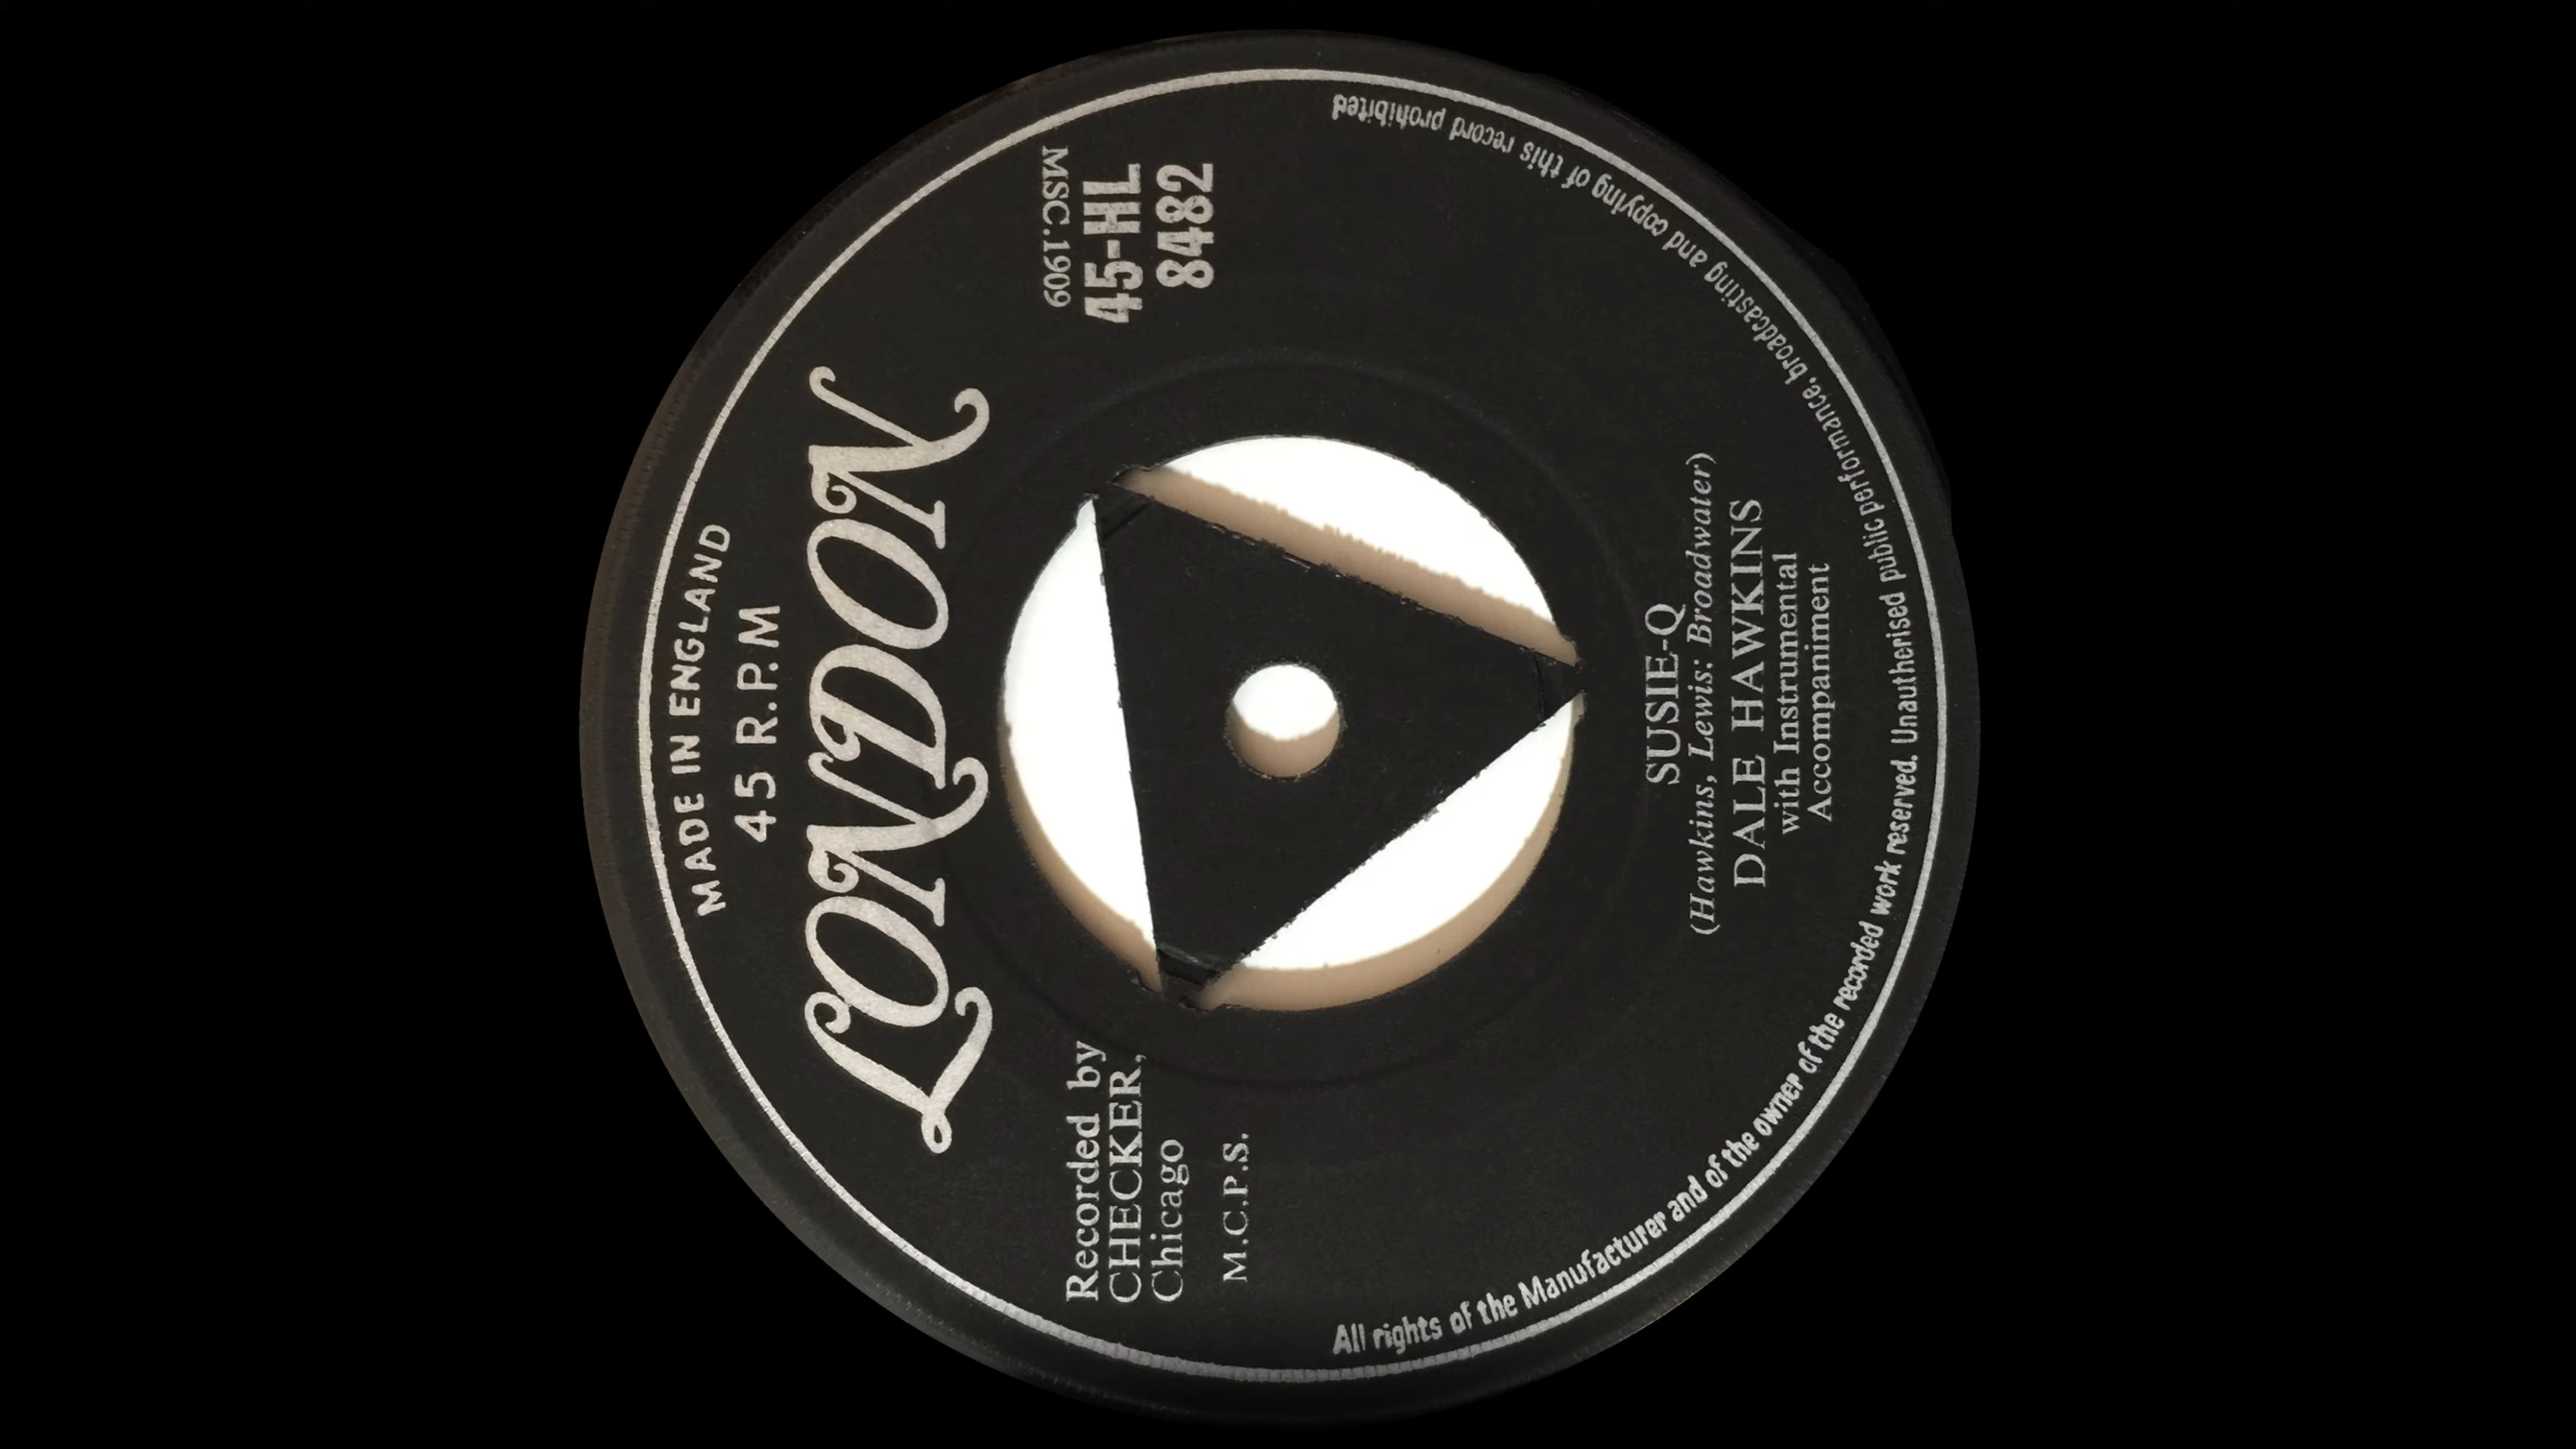 MADE IN ENGLAND
45 R.P.M
LONDON
Recorded by
CHECKER,
Chicago
M.C.P.S.
MSC.1909
45-HL
8482
SUSIE-Q
(Hawkins, Lewis; Broadwater)
DALE HAWKINS
with Instrumental
Accompaniment
All rights of the Manufacturer and of the owner of the recorded work reserved. Unautherised public performance, broadcasting and copying of this record prohibited